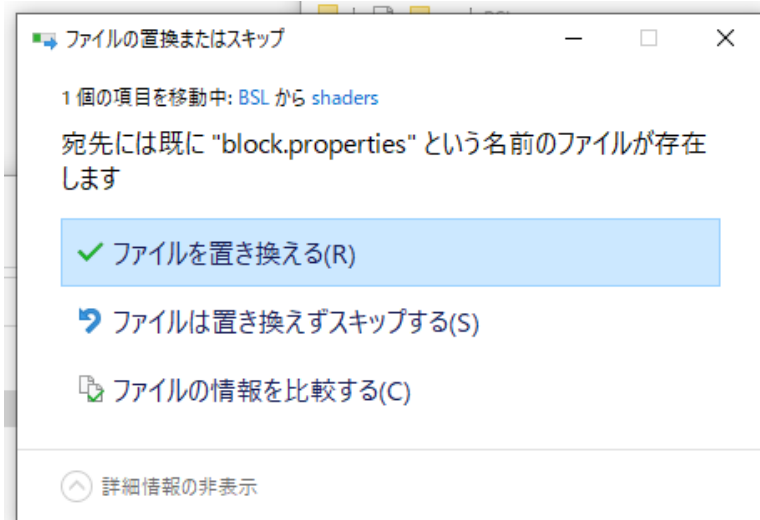 ファイルの置換またはスキップ
1 個の項目を移動中: BSL から shaders
宛先には既に "block.properties" という名前のファイルが存在
します
ファイルを置き換える(R)
ファイルは置き換えずスキップする(S)
ファイルの情報を比較する(C)
詳細情報の非表示